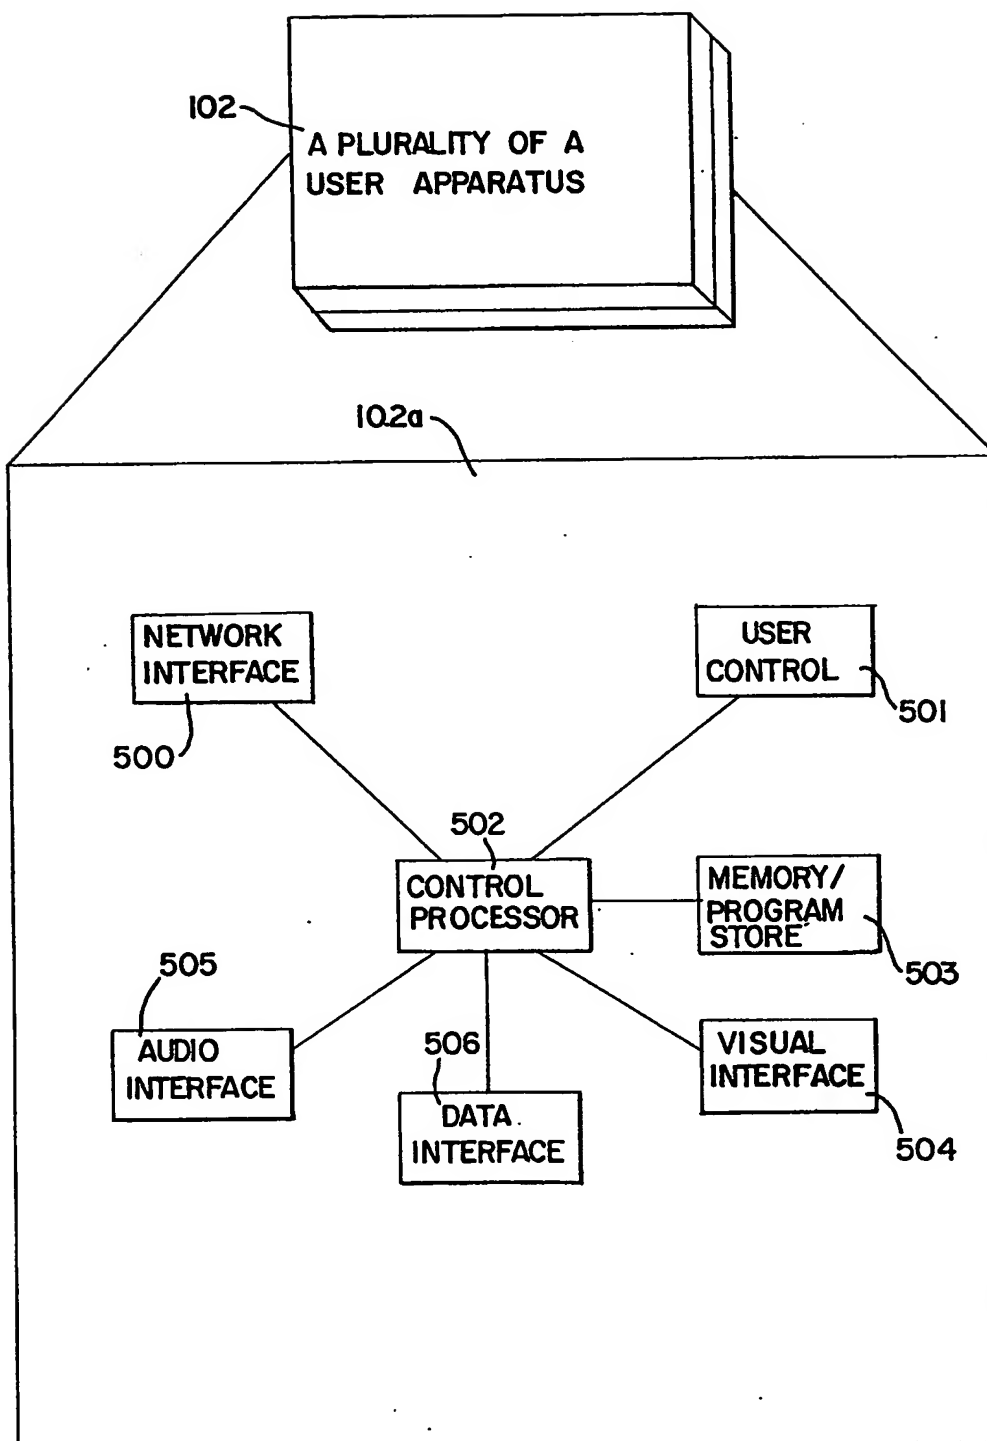 102
A PLURALITY OF A
USER APPARATUS
102a
NETWORK
INTERFACE
500
USER
CONTROL
501
502
CONTROL
PROCESSOR
MEMORY/
PROGRAM
STORE
503
505
AUDIO
INTERFACE
506
DATA
INTERFACE
VISUAL
INTERFACE
504